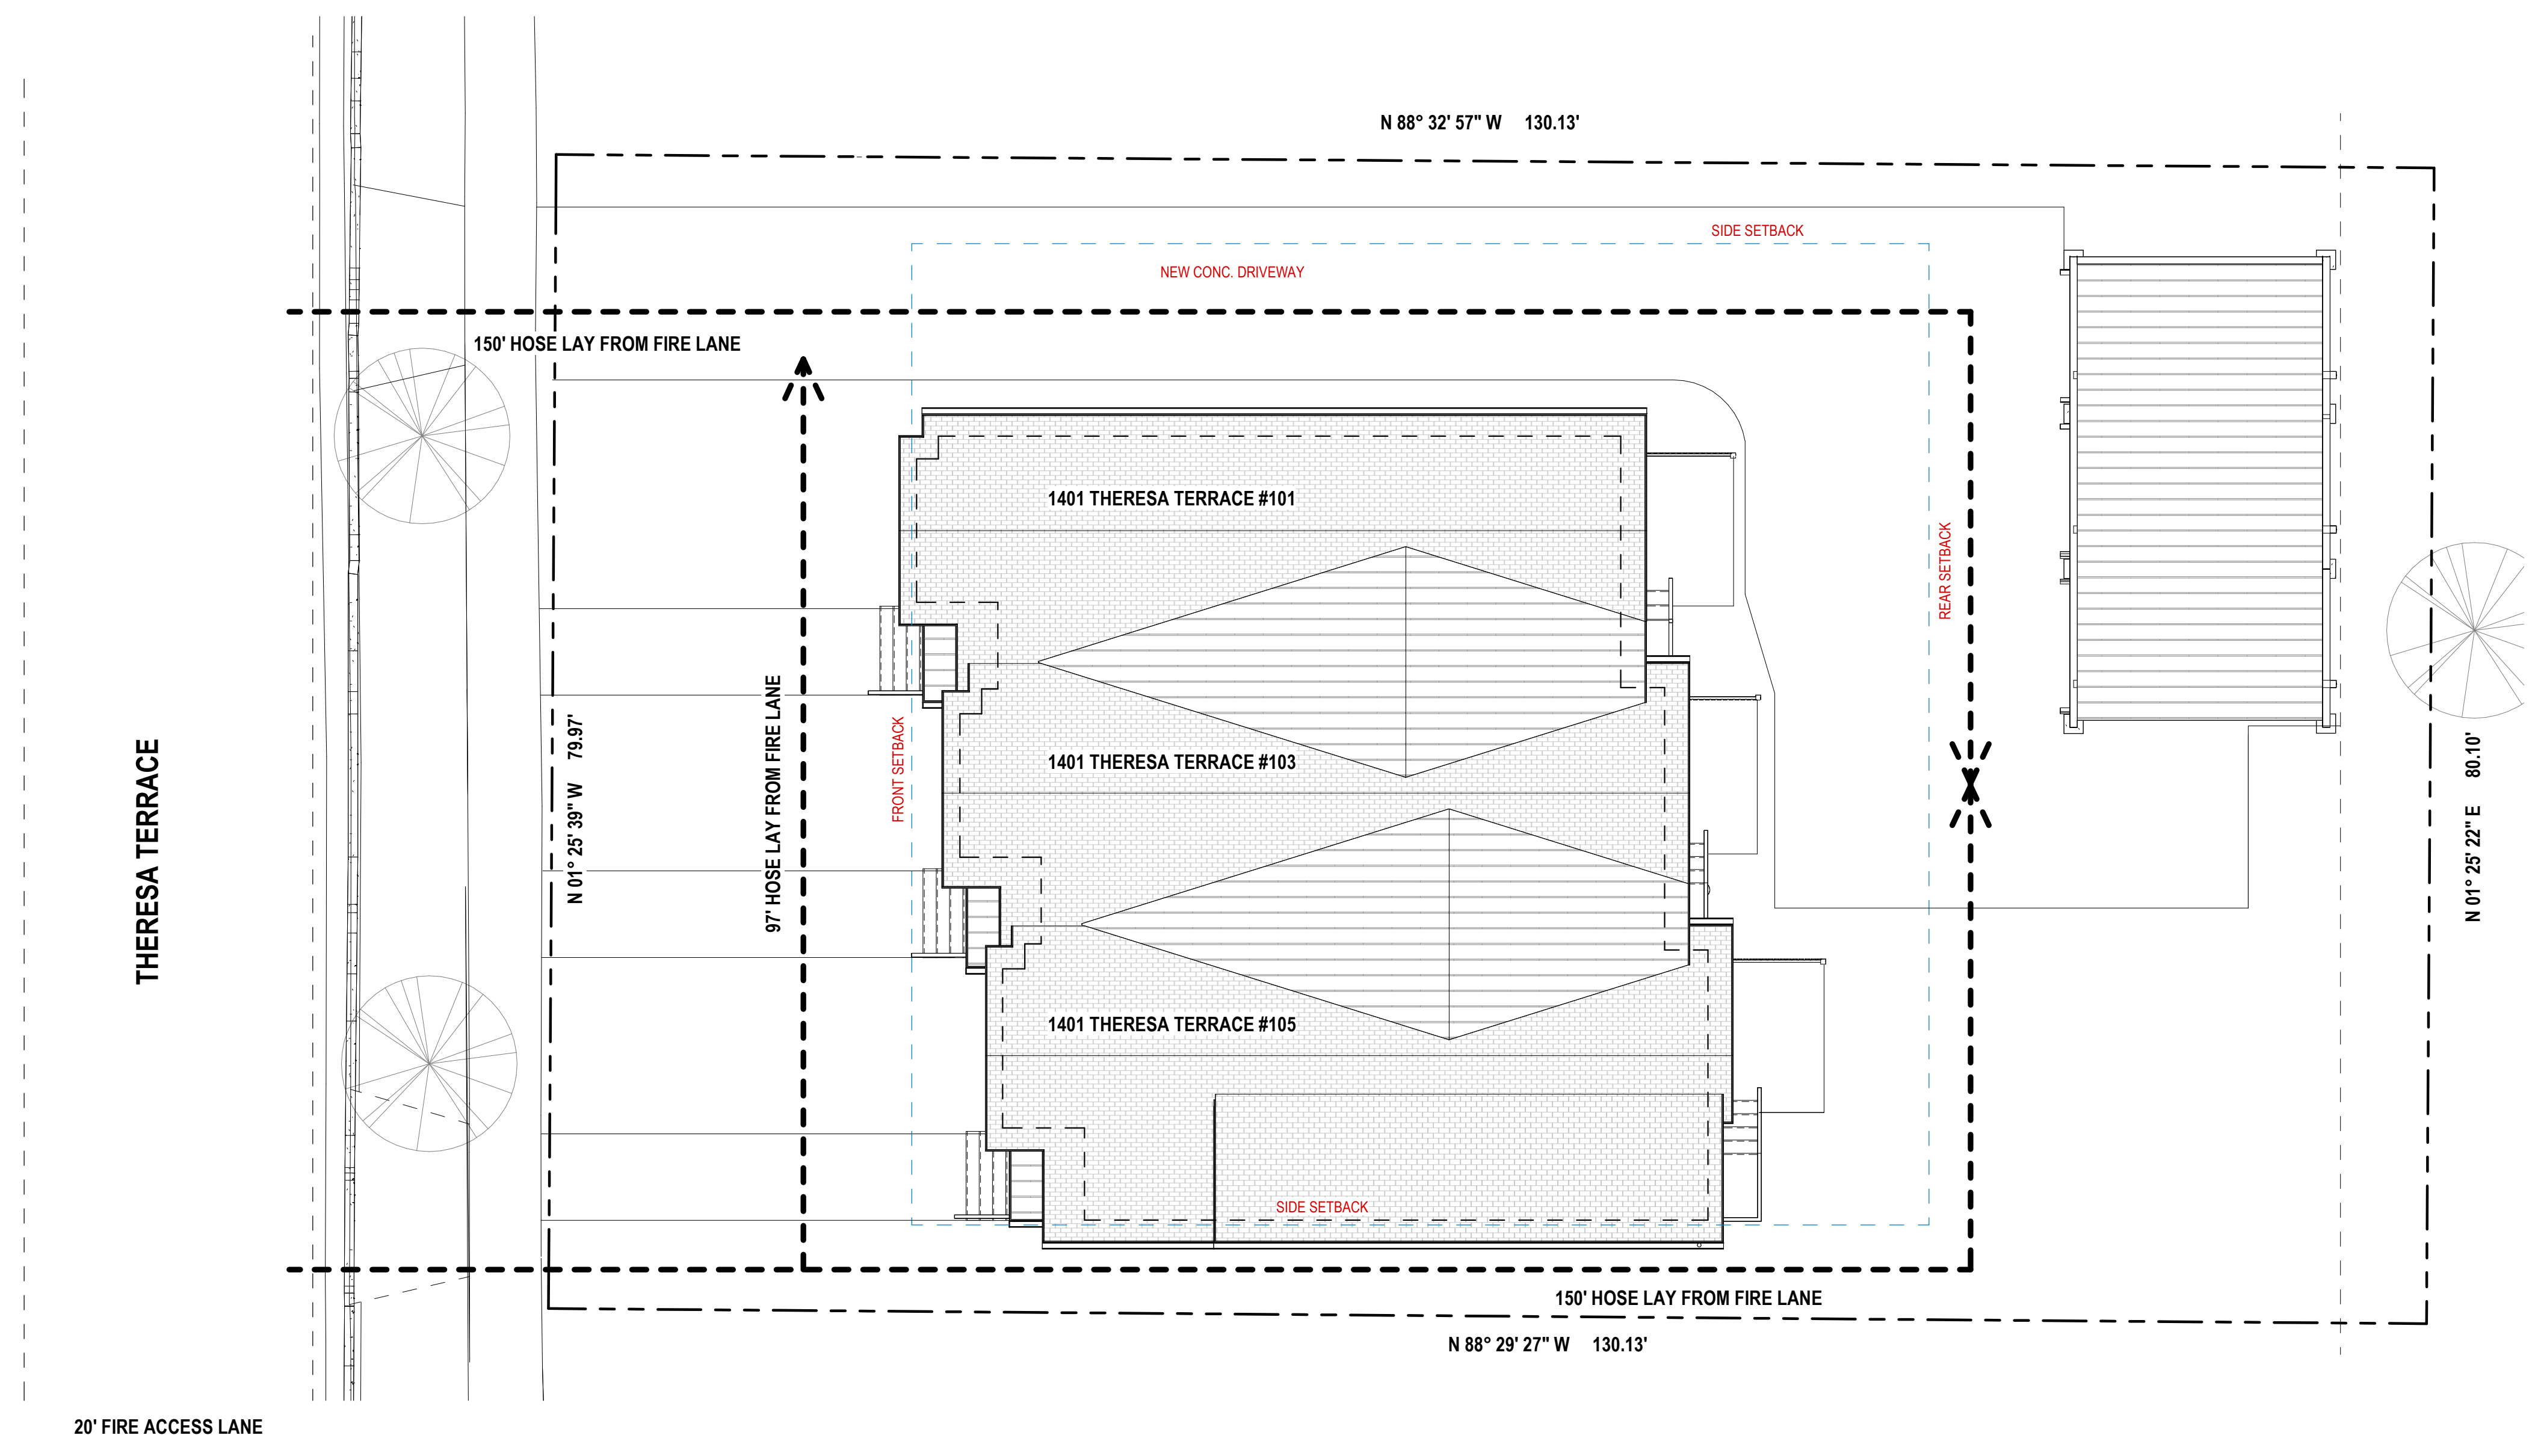 N 88° 32' 57" W 130.13'
SIDE SETBACK
NEW CONC. DRIVEWAY
150' HOSE LAY FROM FIRE LANE
1401 THERESA TERRACE #101
REAR SETBACK
97' HOSE LAY FROM FIRE LANE
FRONT SETBACK
N 01° 25' 39" W 79.97'
THERESA TERRACE
1401 THERESA TERRACE #103
N 01° 25' 22" E 80.10'
1401 THERESA TERRACE #105
SIDE SETBACK
150' HOSE LAY FROM FIRE LANE
N 88° 29' 27" W 130.13'
20' FIRE ACCESS LANE